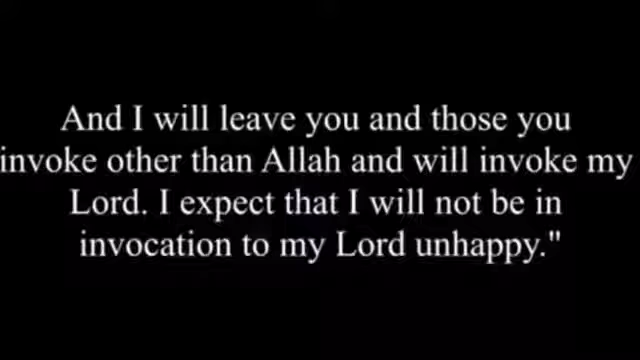 And I will leave you and those you
invoke other than Allah and will invoke my
Lord. I expect that I will not be in
invocation to my Lord unhappy."